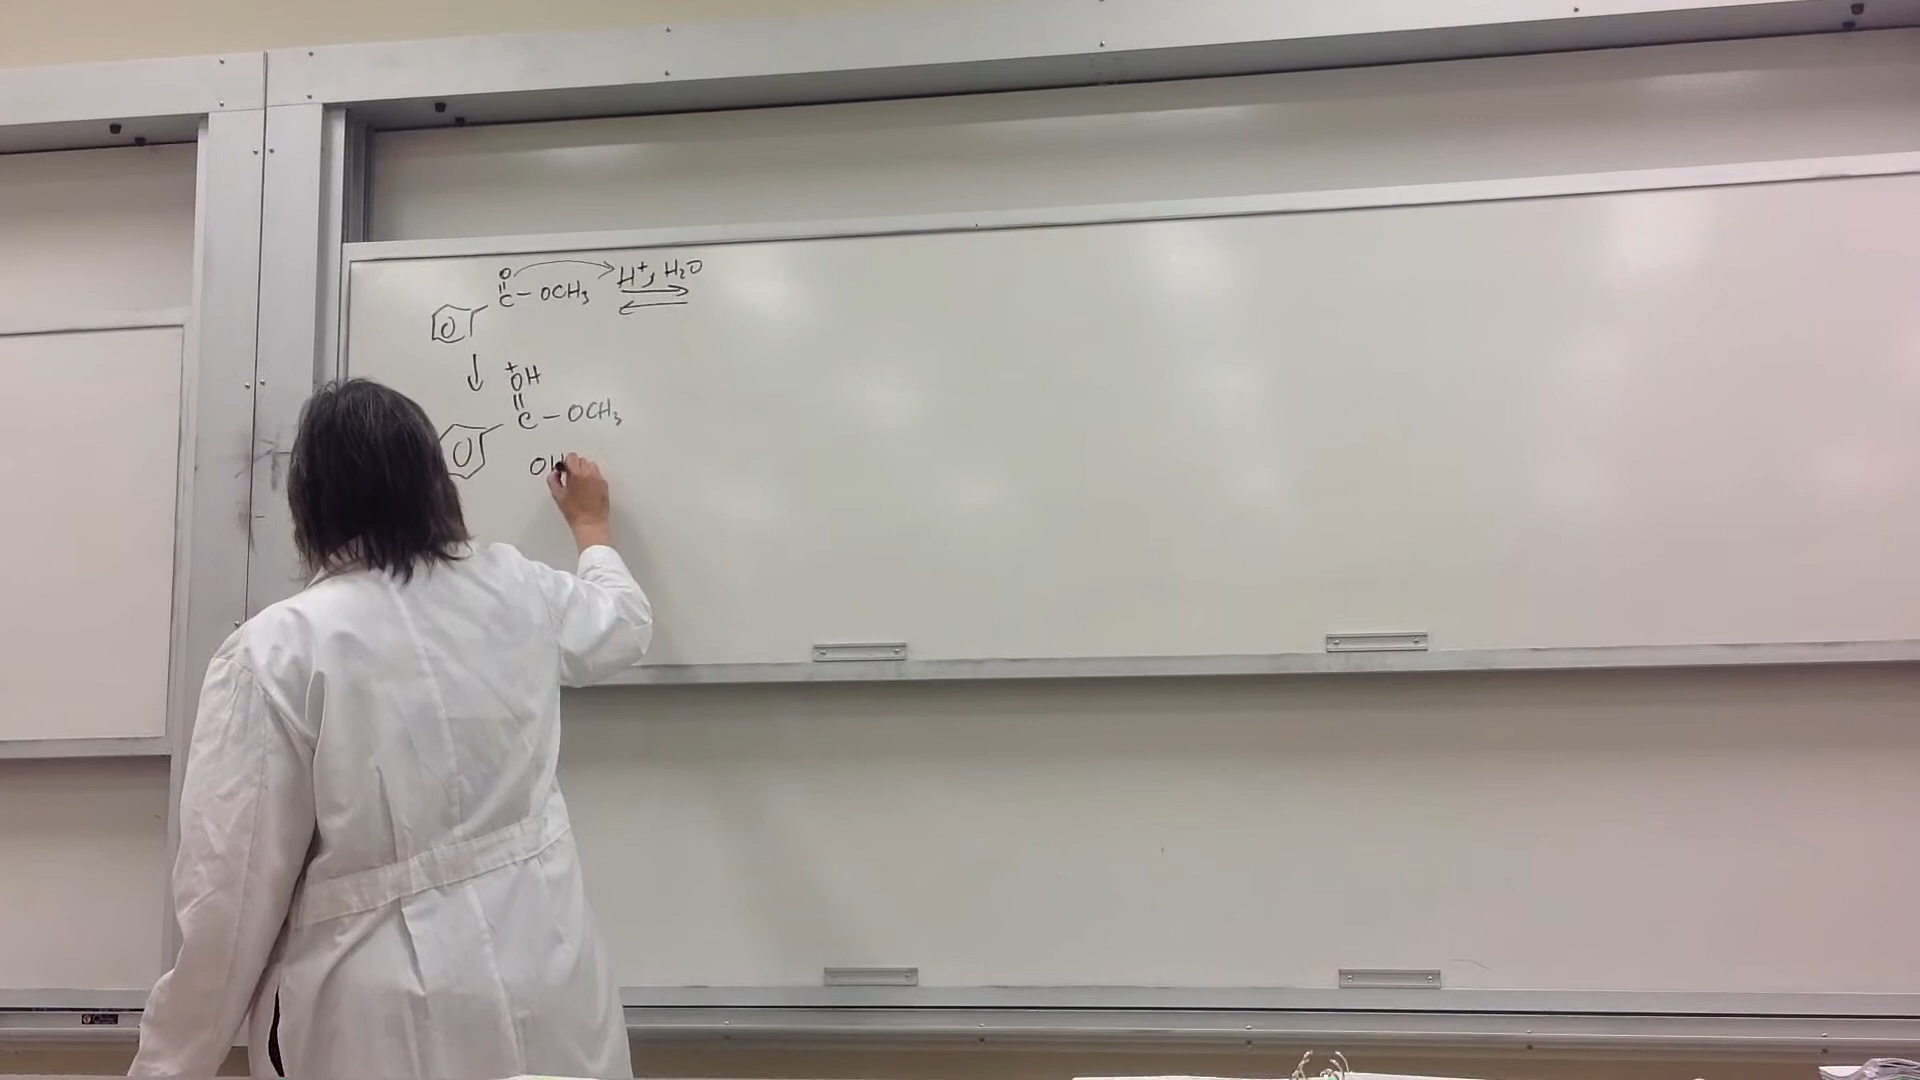 O
||
C - OCH3 H+, H2O
O
+
OH
||
C - OCH3
O
OH